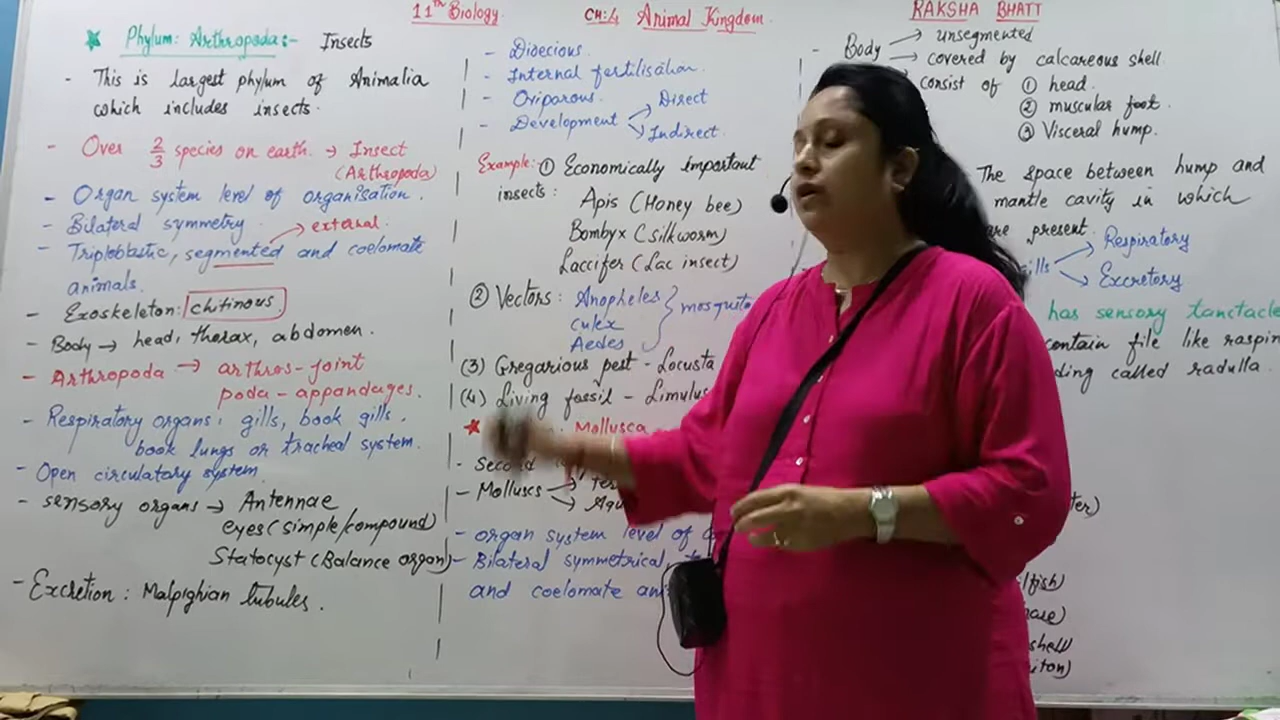 11th Biology
CH:4 Animal Kingdom.
RAKSHA BHATT
★ Phylum: Arthropoda:- Insects
- This is largest phylum of Animalia
which includes insects.
- Over 2/3 species on earth. → Insect
(Arthropoda)
- Organ system level of organisation.
- Bilateral symmetry
→ external.
- Triploblastic, segmented and coelomate
animals.
- Exoskeleton: chitinous
- Body → head, thorax, abdomen.
- Arthropoda → arthros-joint
poda-appandages.
- Respiratory organs: gills, book gills.
book lungs or tracheal system.
- Open circulatory system
- sensory organs → Antennae
eyes (simple/compound)
Statocyst (Balance organ)
- Excretion: Malpighian tubules.
- Dioecious.
- Internal fertilisation.
- Oviparous.
- Development → Direct
→ Indirect.
Example: ① Economically important
insects: Apis (Honey bee)
Bombyx (silkworm)
Laccifer (Lac insect)
② Vectors: Anopheles
Culex
Aedes } mosquito
(3) Gregarious pest - Locusta
(4) Living fossil - Limulus
★ Mollusca
- Second
- Molluscs →
→
- organ system level of
- Bilateral symmetrical,
and coelomate
- Body → unsegmented
→ covered by calcareous shell.
consist of ① head.
② muscular foot.
③ Visceral hump.
The space between hump and
mantle cavity in which
are present.
→ Respiratory
→ Excretory
has sensory tanctacle
contain file like raspin
called radulla.